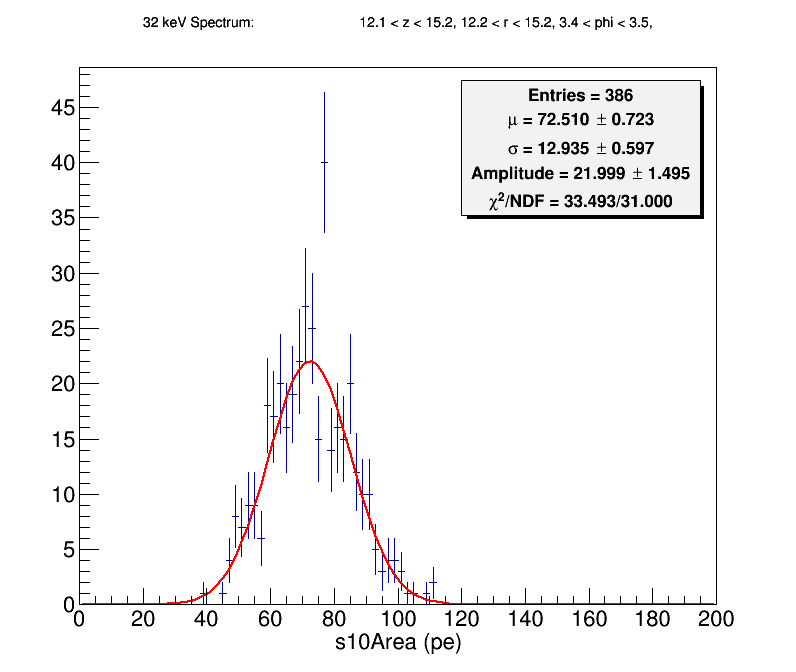 32 keV Spectrum: 12.1 < z < 15.2, 12.2 < r < 15.2, 3.4 < phi < 3.5,
Entries = 386
μ = 72.510 ± 0.723
σ = 12.935 ± 0.597
Amplitude = 21.999 ± 1.495
χ²/NDF = 33.493/31.000
45
40
35
30
25
20
15
10
5
0
0 20 40 60 80 100 120 140 160 180 200
s10Area (pe)